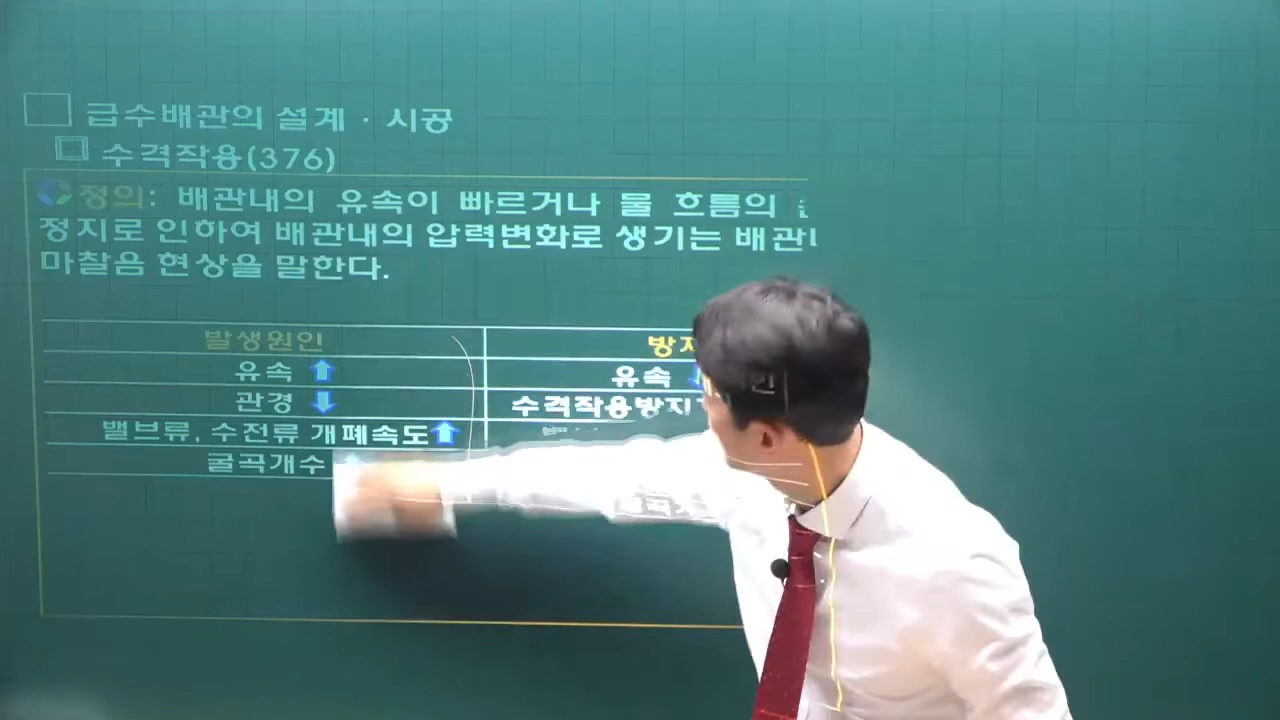 급수배관의 설계 · 시공
수격작용(376)
정의: 배관내의 유속이 빠르거나 물 흐름의
정지로 인하여 배관내의 압력변화로 생기는
마찰음 현상을 말한다.
발생원인
유속 ⬆ 유속
관경 ⬇ 수격작용방지
밸브류, 수전류 개폐속도⬆
굴곡개수